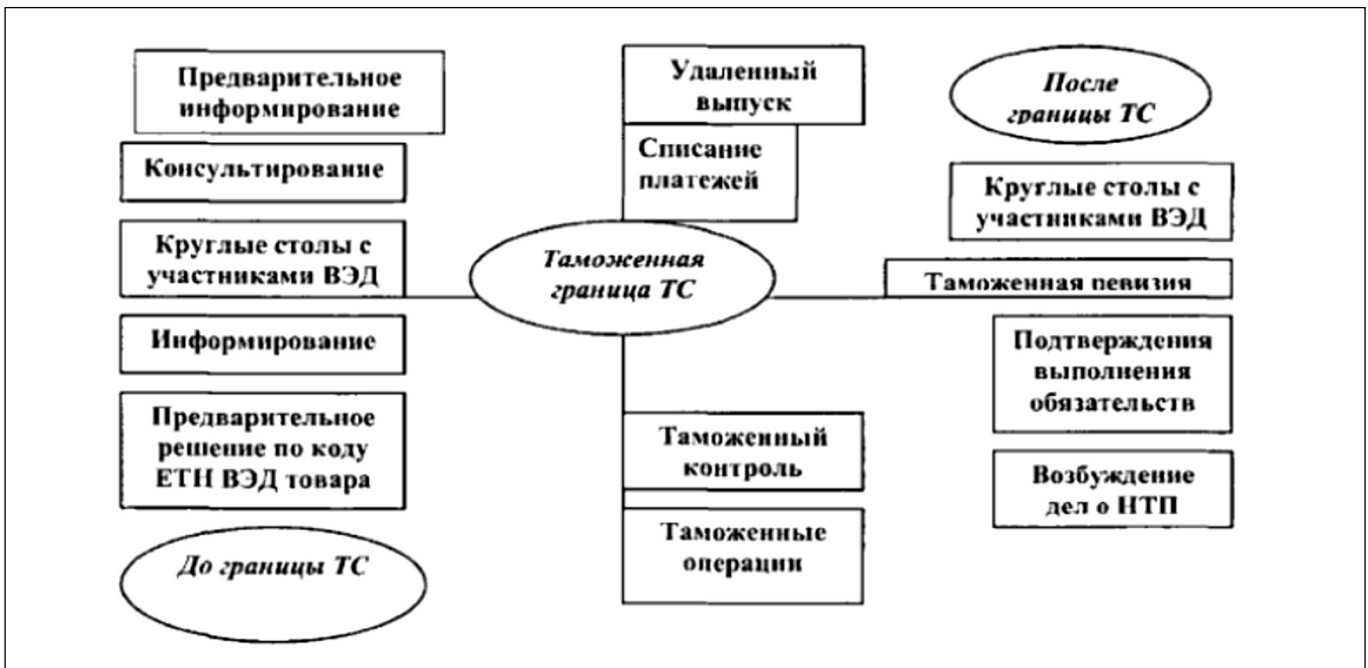 Предварительное
информирование
Консультирование
Круглые столы с
участниками ВЭД
Информирование
Предварительное
решение по коду
ЕТН ВЭД товара
До границы ТС
Удаленный
выпуск
Списание
платежей
Таможенная
граница ТС
Таможенный
контроль
Таможенные
операции
После
границы ТС
Круглые столы с
участниками ВЭД
Таможенная ревизия
Подтверждения
выполнения
обязательств
Возбуждение
дел о НТП